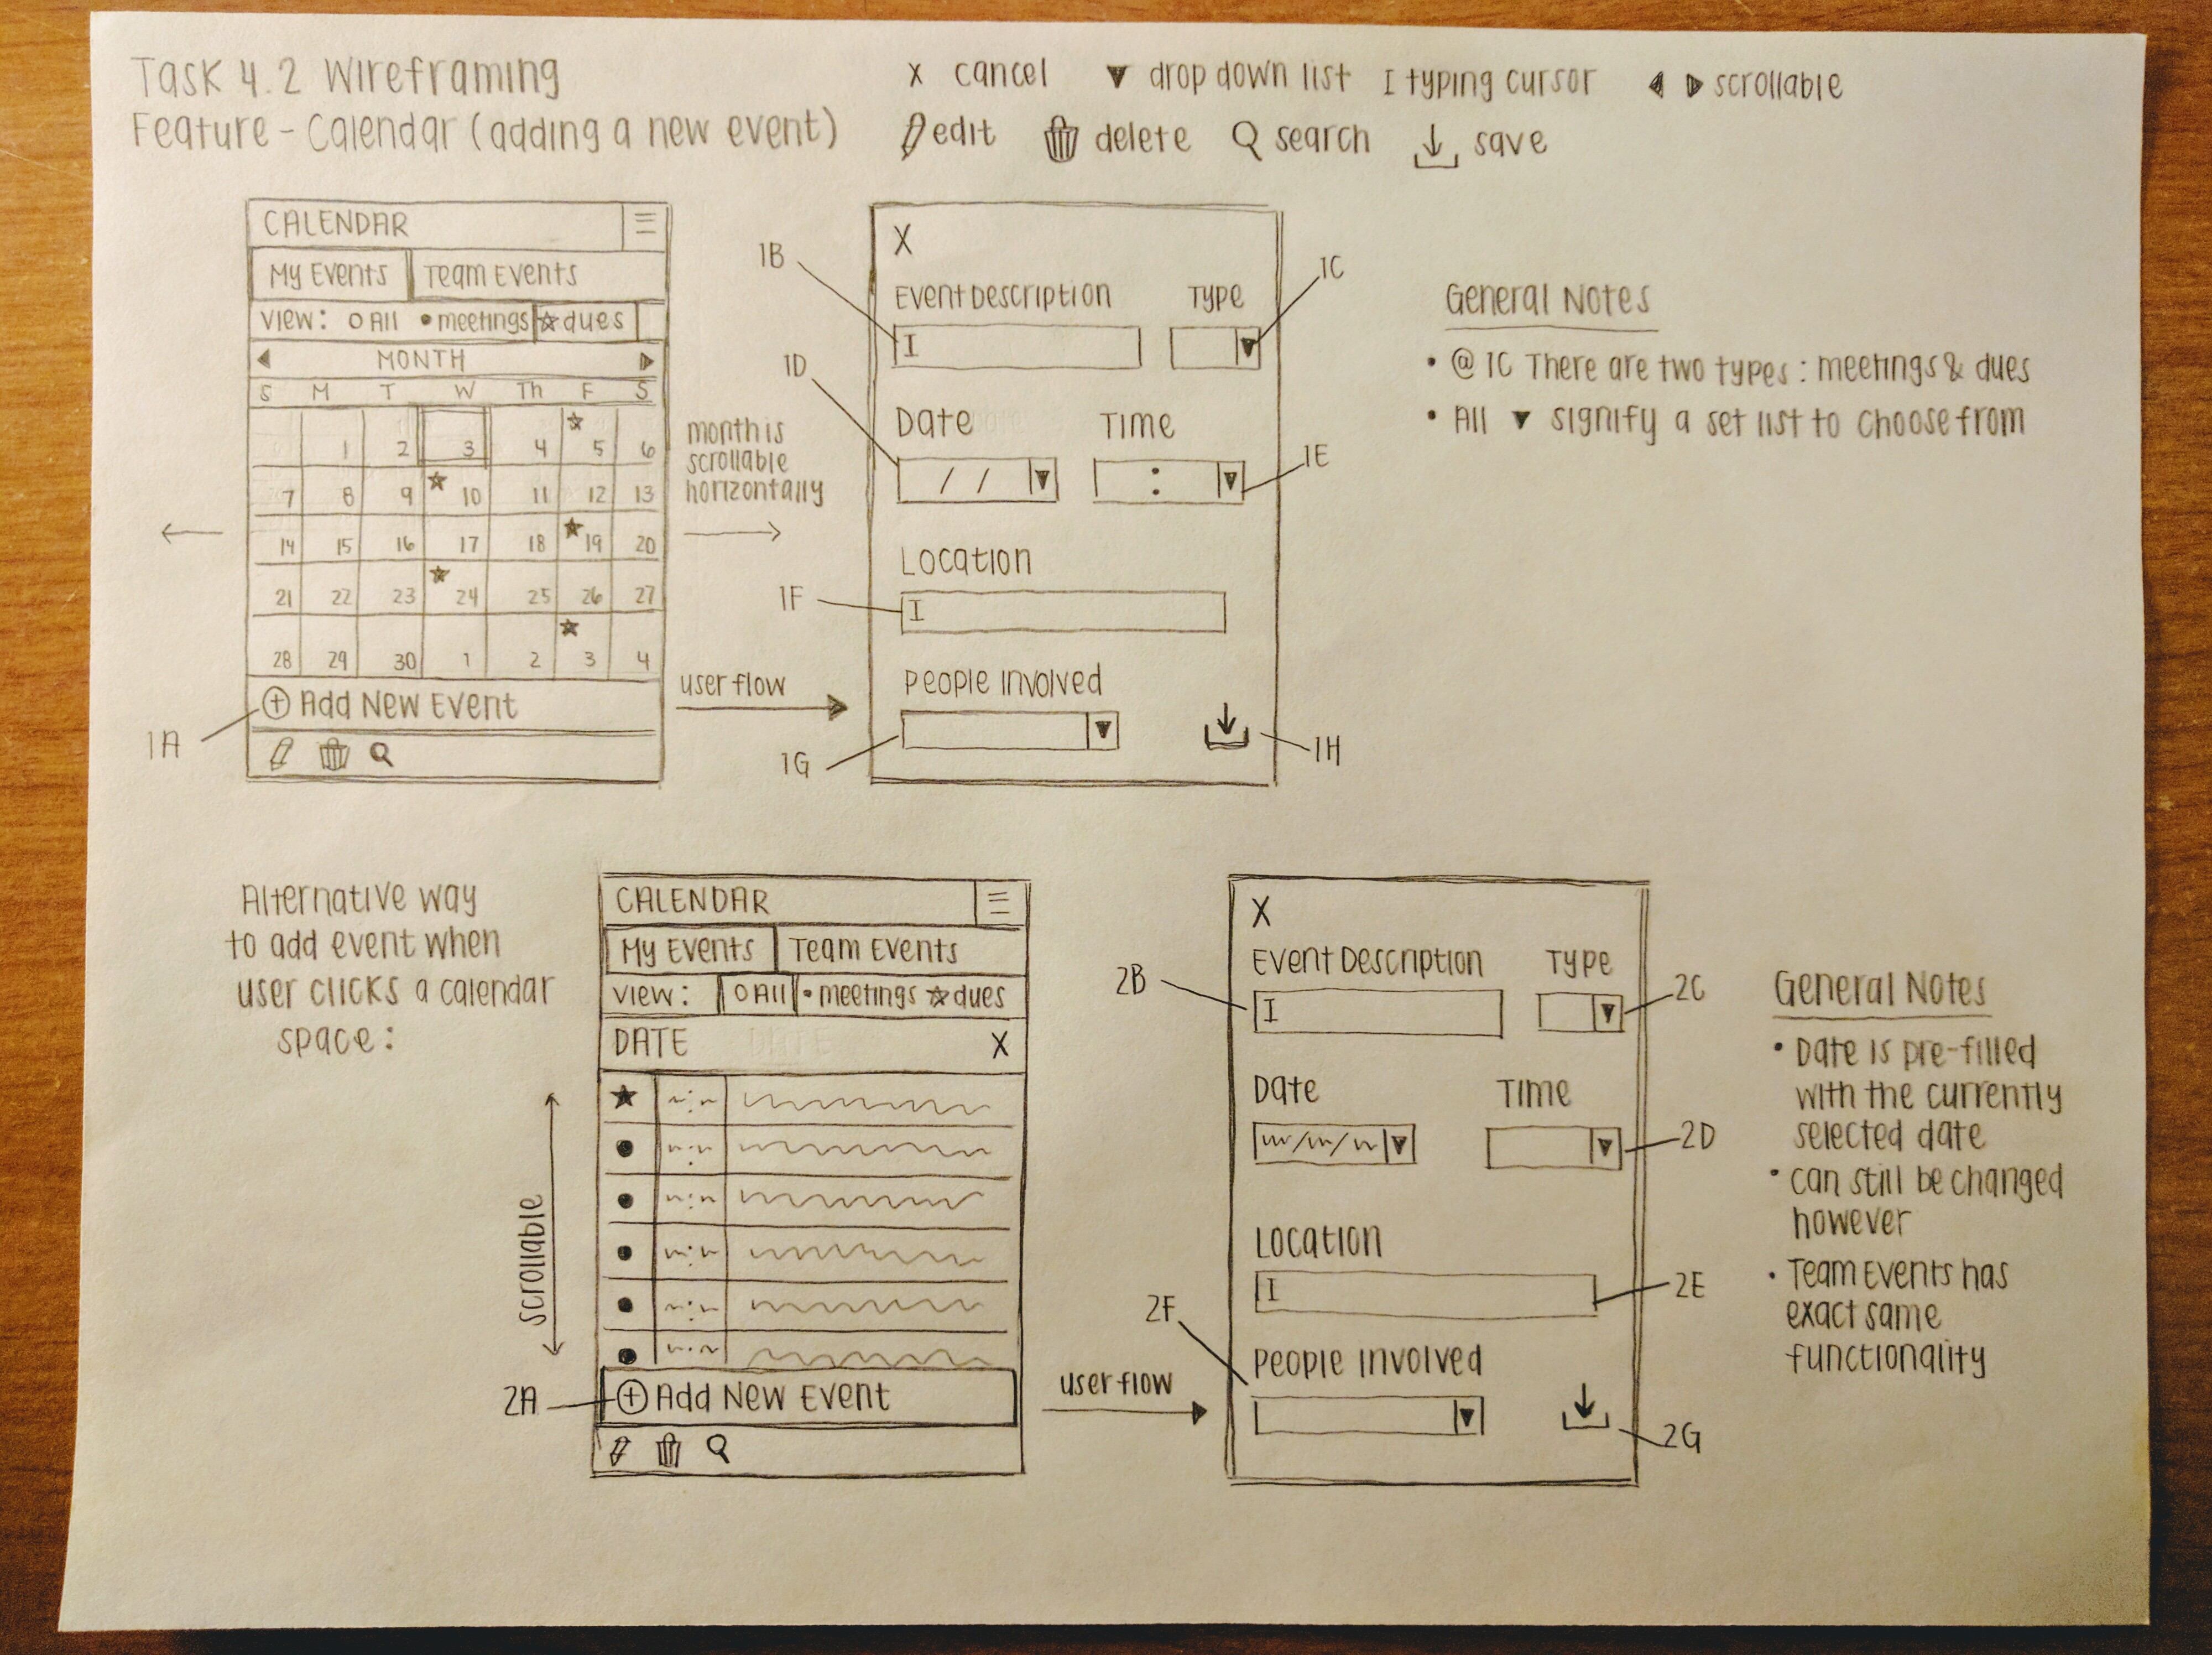 Task 4.2 Wireframing
Feature - Calendar (adding a new event)
x cancel ▼ drop down list I typing cursor ◀ ▶ scrollable
edit delete search save
CALENDAR
My Events Team Events
view: O All • meetings ☆ dues
◀ MONTH ▶
S M T W Th F S
1 2 3 4 5 6
7 8 9 10 11 12 13
14 15 16 17 18 19 20
21 22 23 24 25 26 27
28 29 30 1 2 3 4
+ Add New Event
1A
month is
scrollable
horizontally
user flow
X
1B
1C
Event Description Type
I
1D
Date Time
/ / :
1E
Location
1F
I
People Involved
1G
1H
General Notes
• @ 1C There are two types: meetings & dues
• All ▼ signify a set list to choose from
Alternative way
to add event when
user clicks a calendar
space:
CALENDAR
My Events Team Events
view: O All • meetings ☆ dues
DATE X
scrollable
2A
+ Add New Event
user flow
X
Event Description Type
2B
2C
I
Date Time
2D
Location
I
2E
2F
People Involved
2G
General Notes
• Date is pre-filled
with the currently
selected date
• can still be changed
however
• Team Events has
exact same
functionality